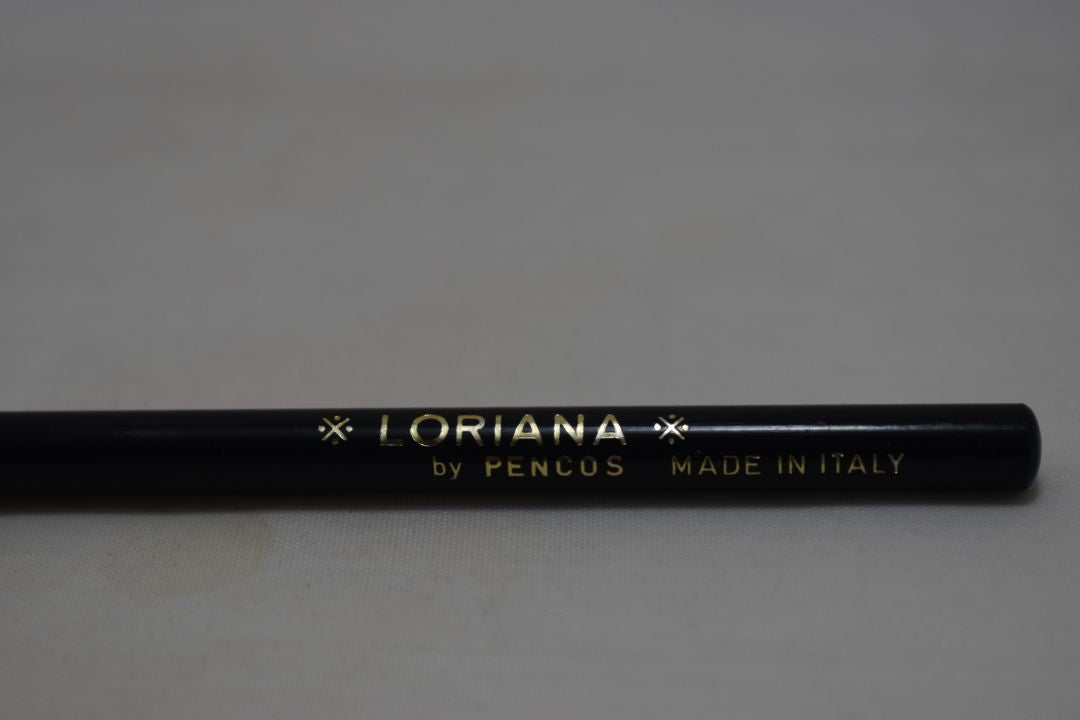 ※ LORIANA ※
by PENCOS MADE IN ITALY